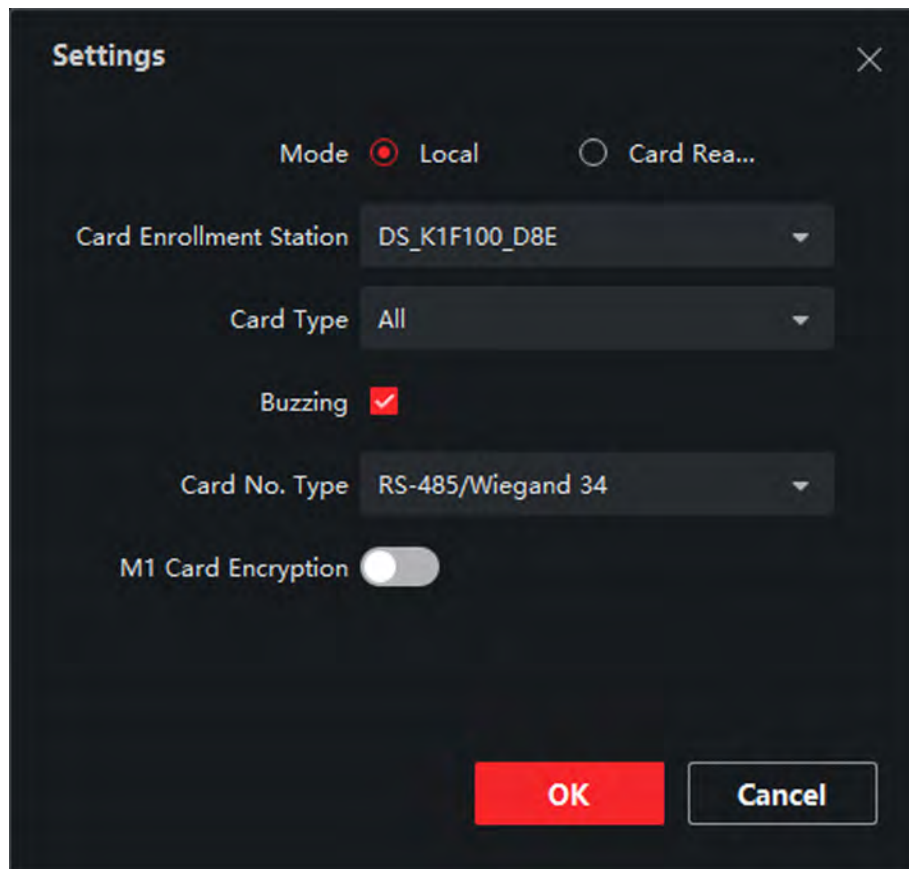 Settings
Mode Local Card Rea...
Card Enrollment Station DS_K1F100_D8E
Card Type All
Buzzing
Card No. Type RS-485/Wiegand 34
M1 Card Encryption
OK Cancel